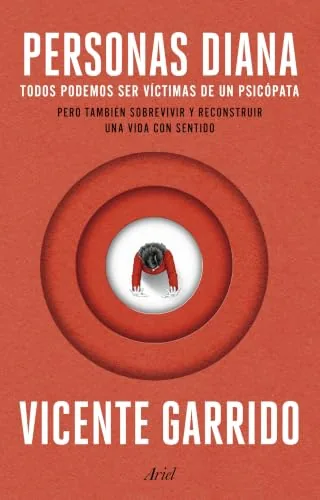 PERSONAS DIANA
TODOS PODEMOS SER VÍCTIMAS DE UN PSICÓPATA
PERO TAMBIÉN SOBREVIVIR Y RECONSTRUIR
UNA VIDA CON SENTIDO
VICENTE GARRIDO
Ariel